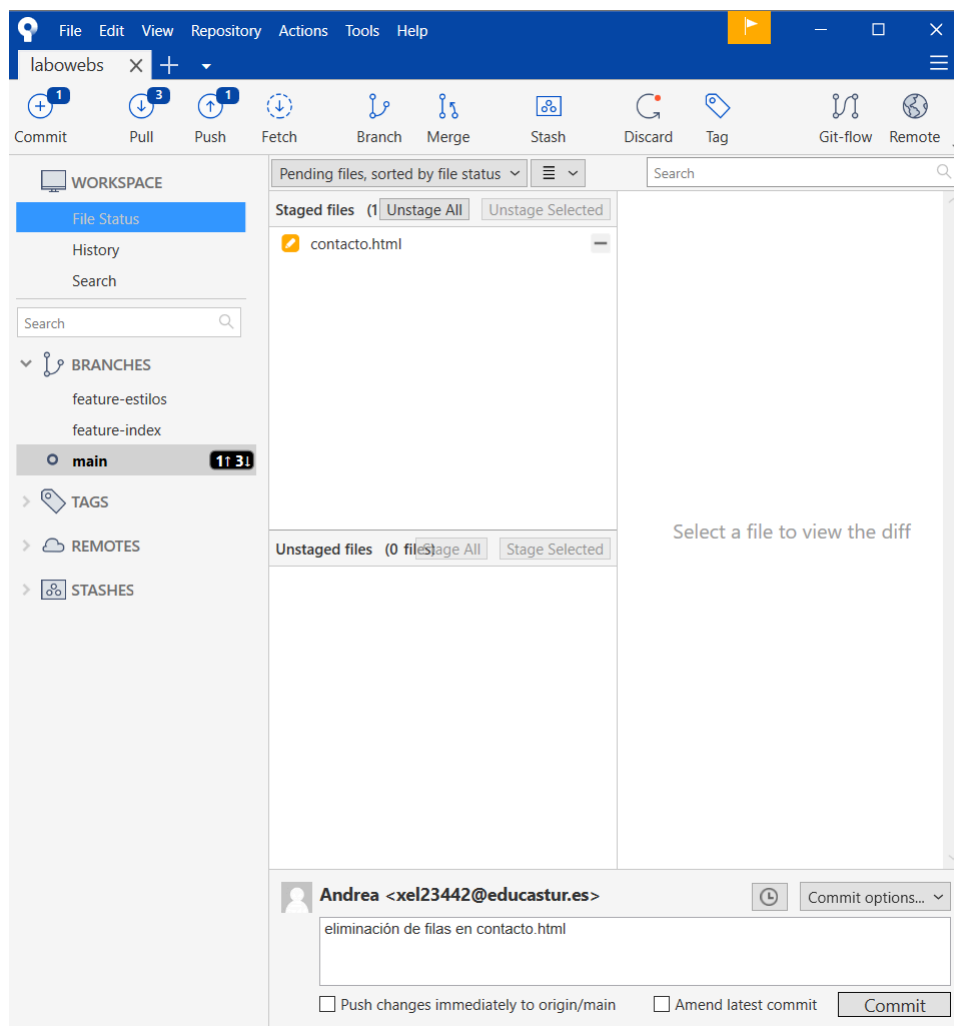 File Edit View Repository Actions Tools Help
labowebs
1 3 1
Commit Pull Push Fetch Branch Merge Stash Discard Tag Git-flow Remote
WORKSPACE
File Status
History
Search
Search
BRANCHES
feature-estilos
feature-index
main 1↑ 3↓
TAGS
REMOTES
STASHES
Pending files, sorted by file status
Search
Staged files (1 Unstage All Unstage Selected
contacto.html
Unstaged files (0 files) Stage All Stage Selected
Select a file to view the diff
Andrea <xel23442@educastur.es>
Commit options...
eliminación de filas en contacto.html
Push changes immediately to origin/main Amend latest commit Commit